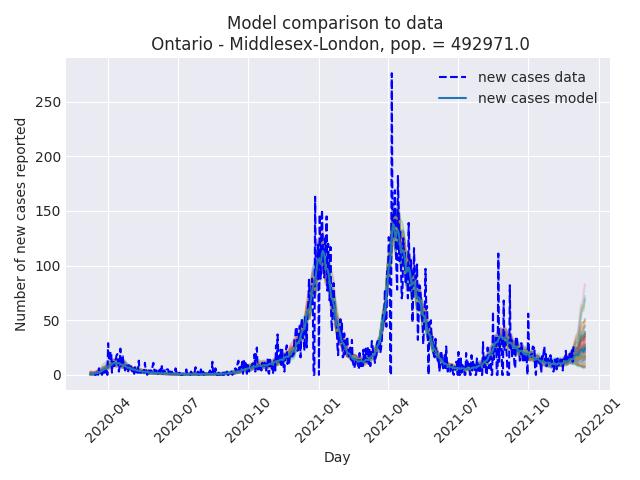 Model comparison to data
Ontario - Middlesex-London, pop. = 492971.0
new cases data
new cases model
Number of new cases reported
250
200
150
100
50
0
2020-04
2020-07
2020-10
2021-01
2021-04
2021-07
2021-10
2022-01
Day